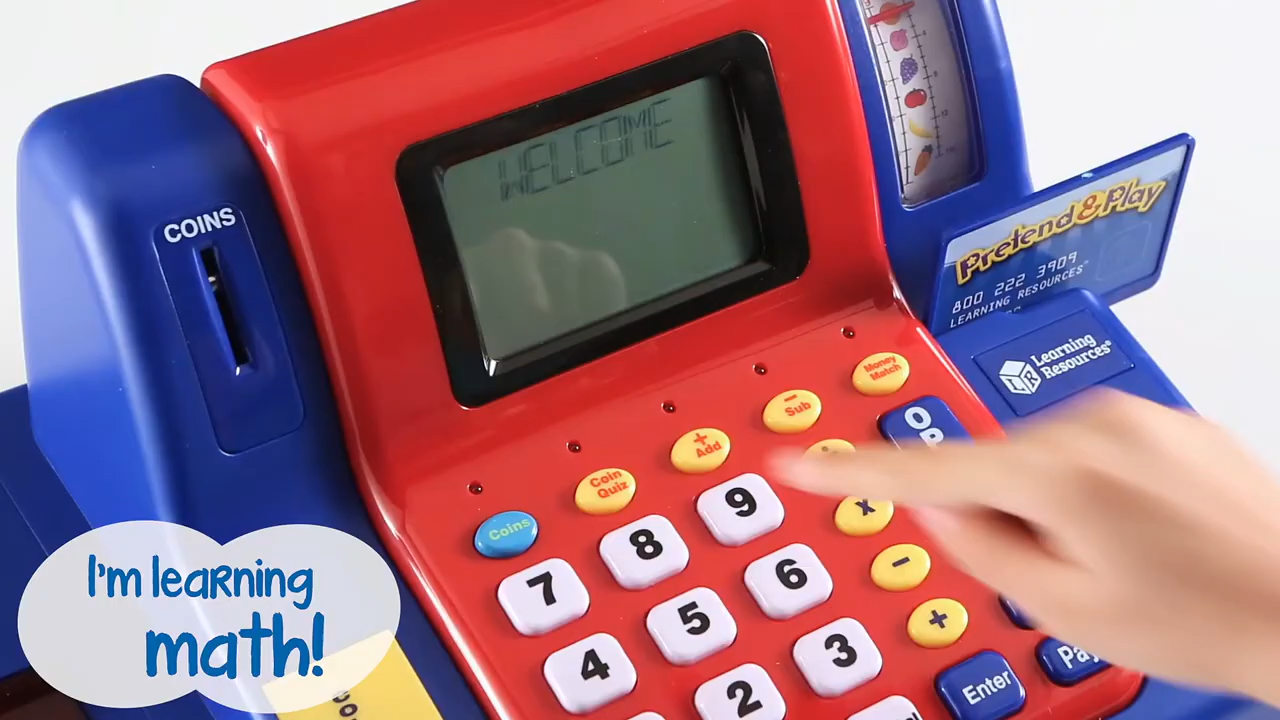 WELCOME
COINS
Pretend & Play
800 222 3909
LEARNING RESOURCES®
Learning
Resources®
Money
Match
−
Sub
+
Add
Coin
Quiz
Coins
÷
7
8
9
x
4
5
6
−
2
3
+
Enter
Pay
I'm learning
math!